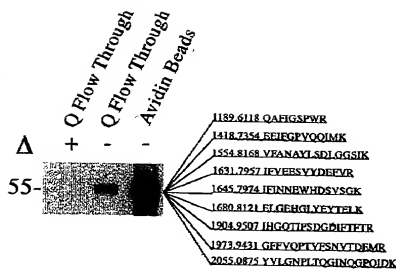 Q Flow Through
Q Flow Through
Avidin Beads
Δ + - -
55-
1189.6118 QAFIGSPWR
1418.7354 EEIFGPVQQIMK
1554.8168 VFANAYLSDLGGSIK
1631.7957 IFVEESVYDEFVR
1645.7974 IFINNEWHDSVSGK
1680.8121 ELGEHGLYEYTELK
1904.9507 IHGQTIPSDGDIFTFTR
1973.9431 GFFVQPTVFSNVTDEMR
2055.0875 YVLGNPLTQGINQGPQIDK